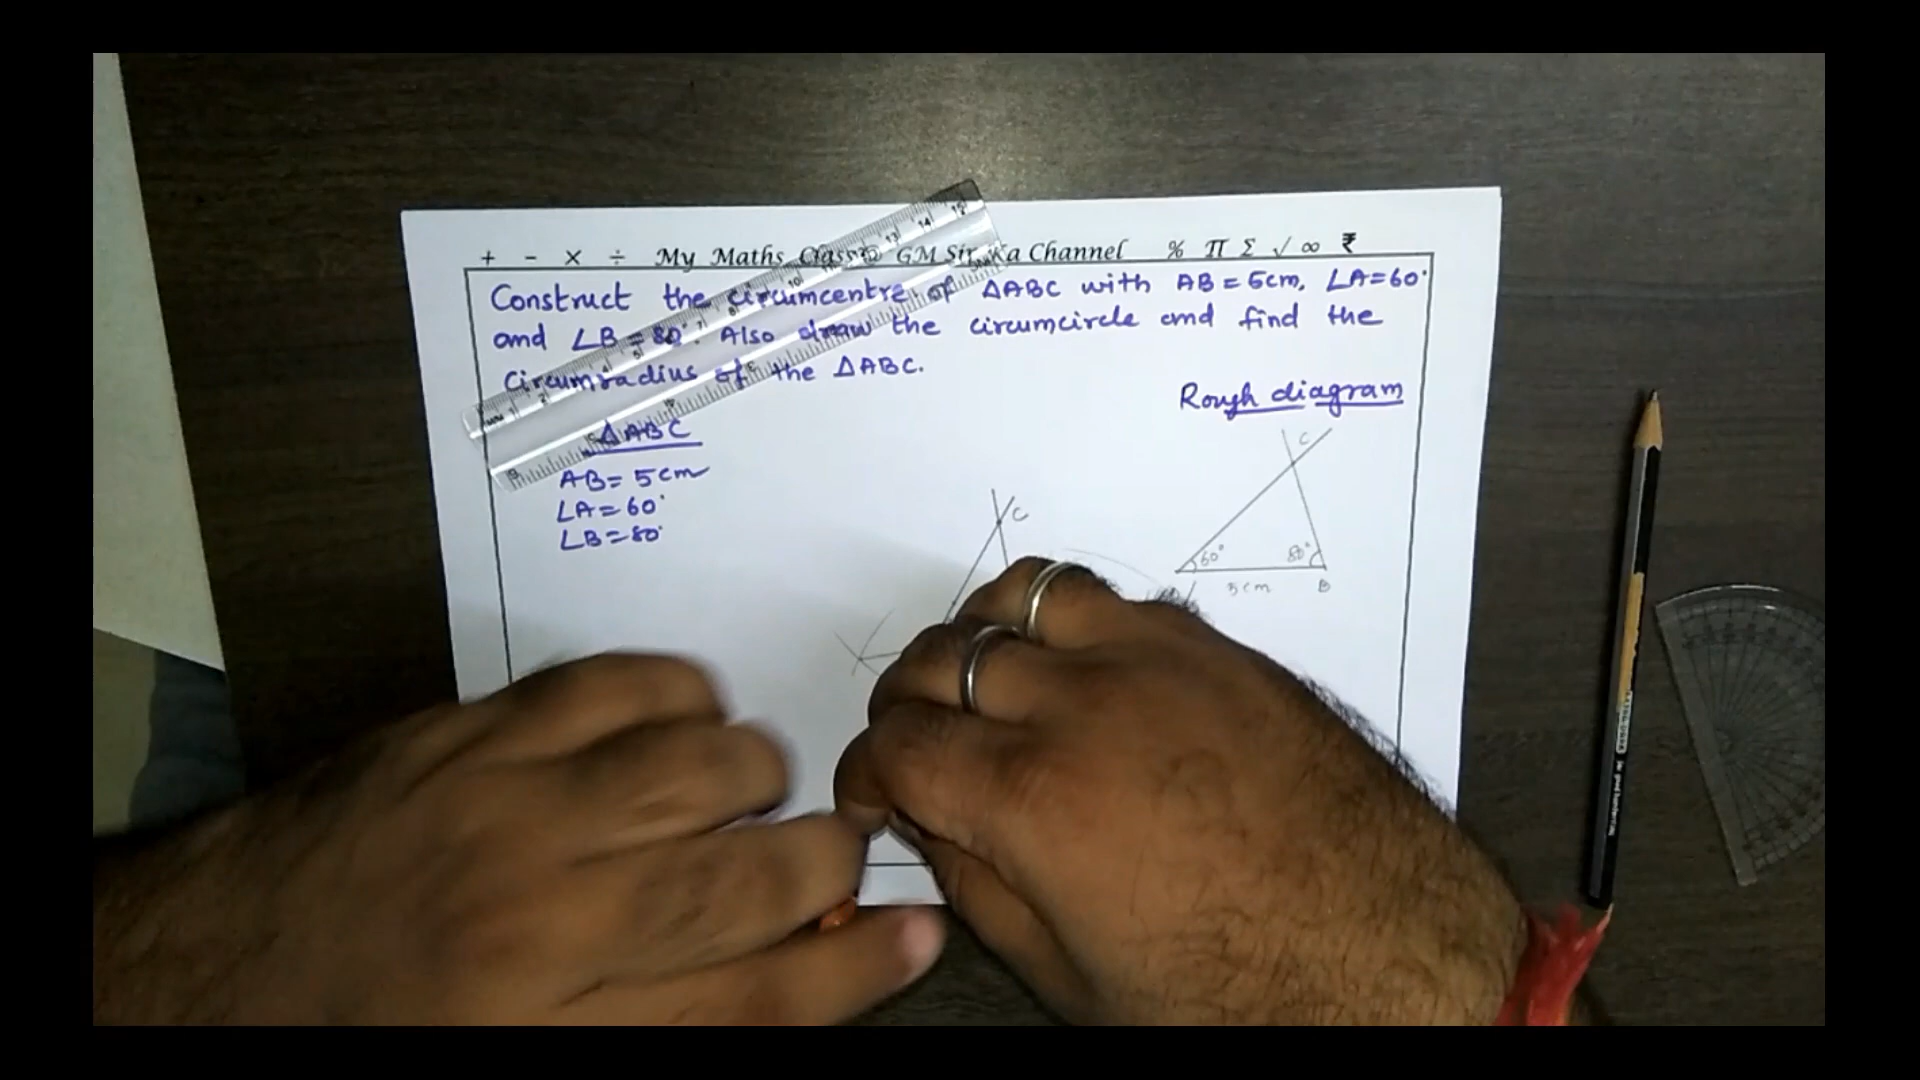 + - × ÷ My Maths Class GM Sir Ka Channel % Π Σ √ ∞ ₹
Construct the circumcentre of ΔABC with AB = 5cm, ∠A=60°
and ∠B = 80°. Also draw the circumcircle and find the
Circumradius of the ΔABC.
Rough diagram
ΔABC
AB= 5cm
∠A=60°
∠B=80°
C
60° 80°
5cm B
C